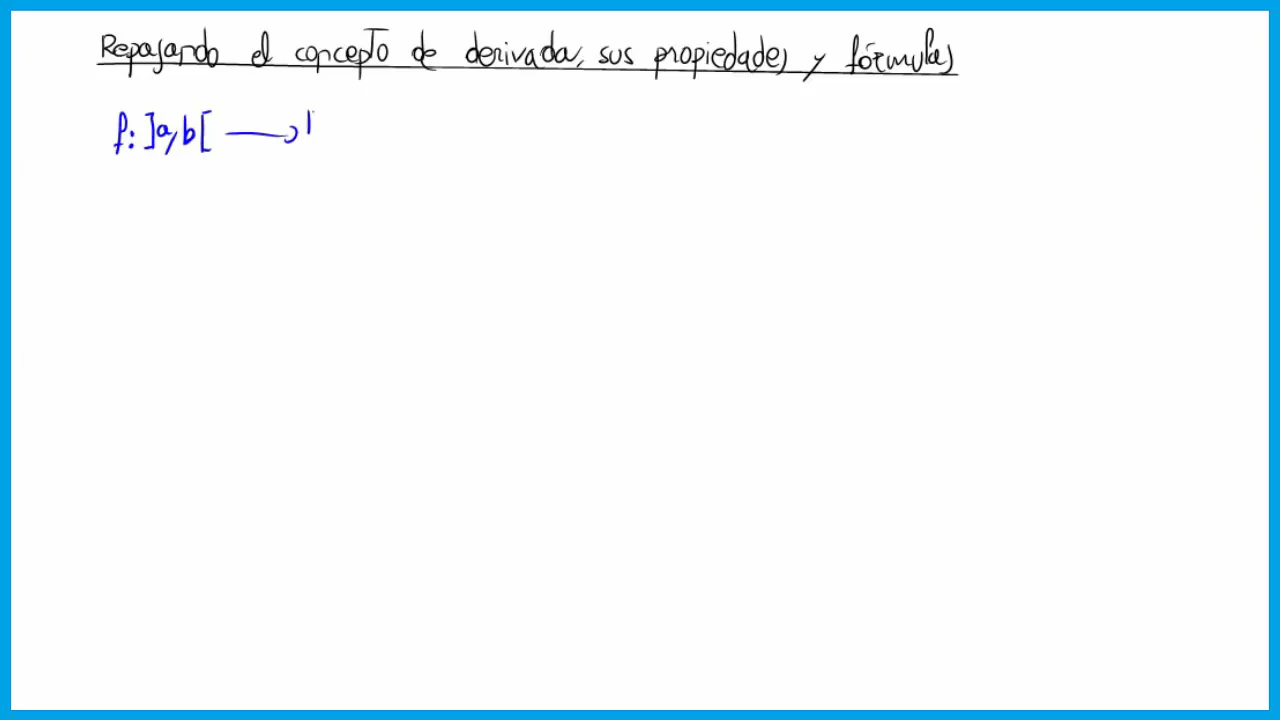 Repasando el concepto de derivada, sus propiedades y fórmulas
f: ]a,b[ →